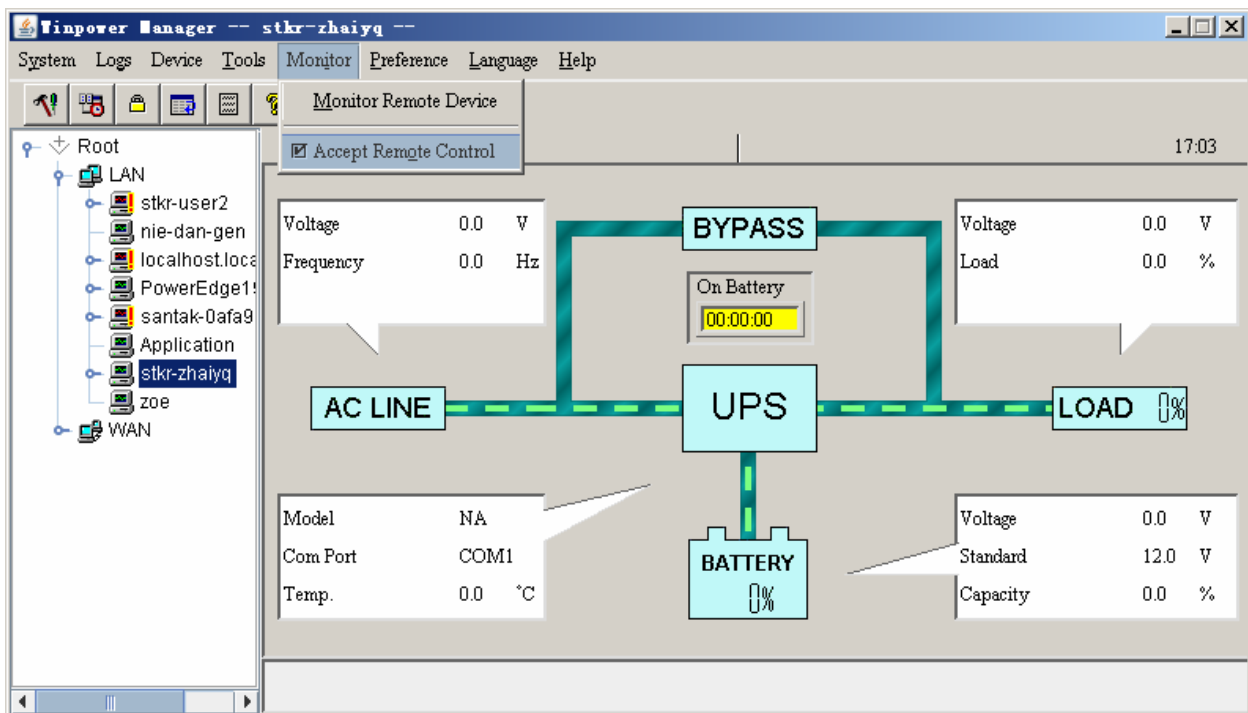 Winpower Manager -- stkr-zhaiyq --
System Logs Device Tools Monitor Preference Language Help
Monitor Remote Device
Accept Remote Control
17:03
Root
LAN
stkr-user2
nie-dan-gen
localhost.loca
PowerEdge1
santak-0afa9
Application
stkr-zhaiyq
zoe
WAN
Voltage 0.0 V
Frequency 0.0 Hz
BYPASS
On Battery
00:00:00
Voltage 0.0 V
Load 0.0 %
AC LINE
UPS
LOAD 0%
Model NA
Com Port COM1
Temp. 0.0 °C
BATTERY
0%
Voltage 0.0 V
Standard 12.0 V
Capacity 0.0 %